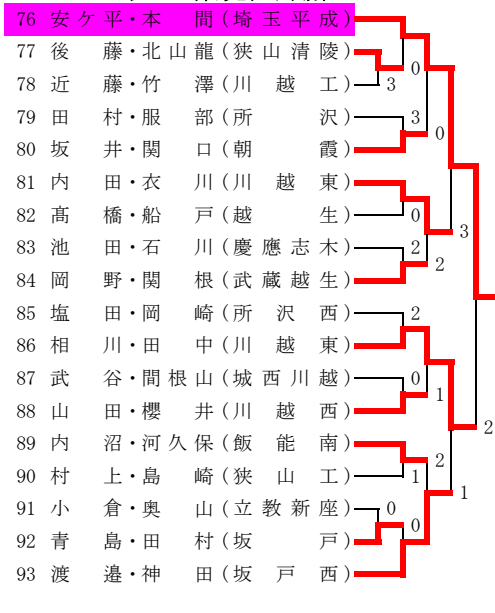 76 安ケ平・本間(埼玉平成)
77 後藤・北山龍(狭山清陵)
0
78 近藤・竹澤(川越工)
3
79 田村・服部(所沢)
3
0
80 坂井・関口(朝霞)
81 内田・衣川(川越東)
82 髙橋・船戸(越生)
0
3
83 池田・石川(慶應志木)
2
2
84 岡野・関根(武蔵越生)
85 塩田・岡崎(所沢西)
2
86 相川・田中(川越東)
87 武谷・間根山(城西川越)
0
1
88 山田・櫻井(川越西)
2
89 内沼・河久保(飯能南)
2
90 村上・島崎(狭山工)
1
1
91 小倉・奥山(立教新座)
0
0
92 青島・田村(坂戸)
93 渡邉・神田(坂戸西)